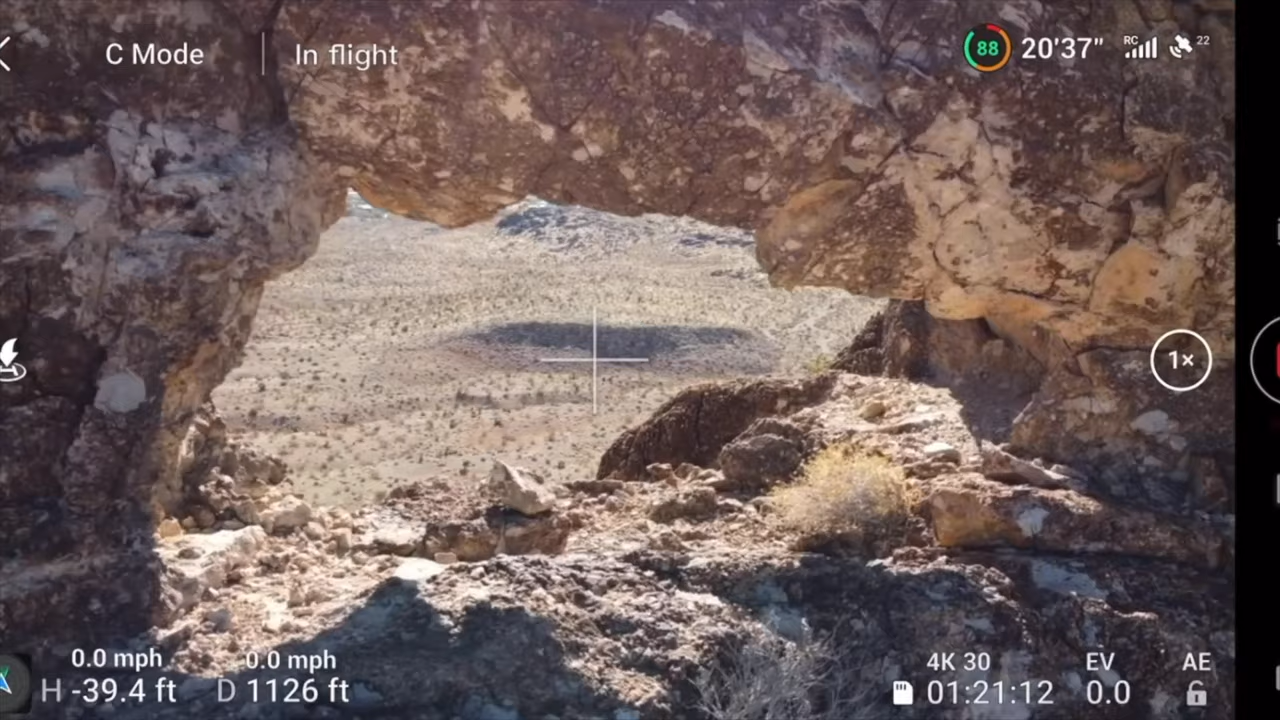 C Mode
In flight
88
20'37"
RC
22
1×
0.0 mph
0.0 mph
H -39.4 ft
D 1126 ft
4K 30
EV
AE
01:21:12
0.0